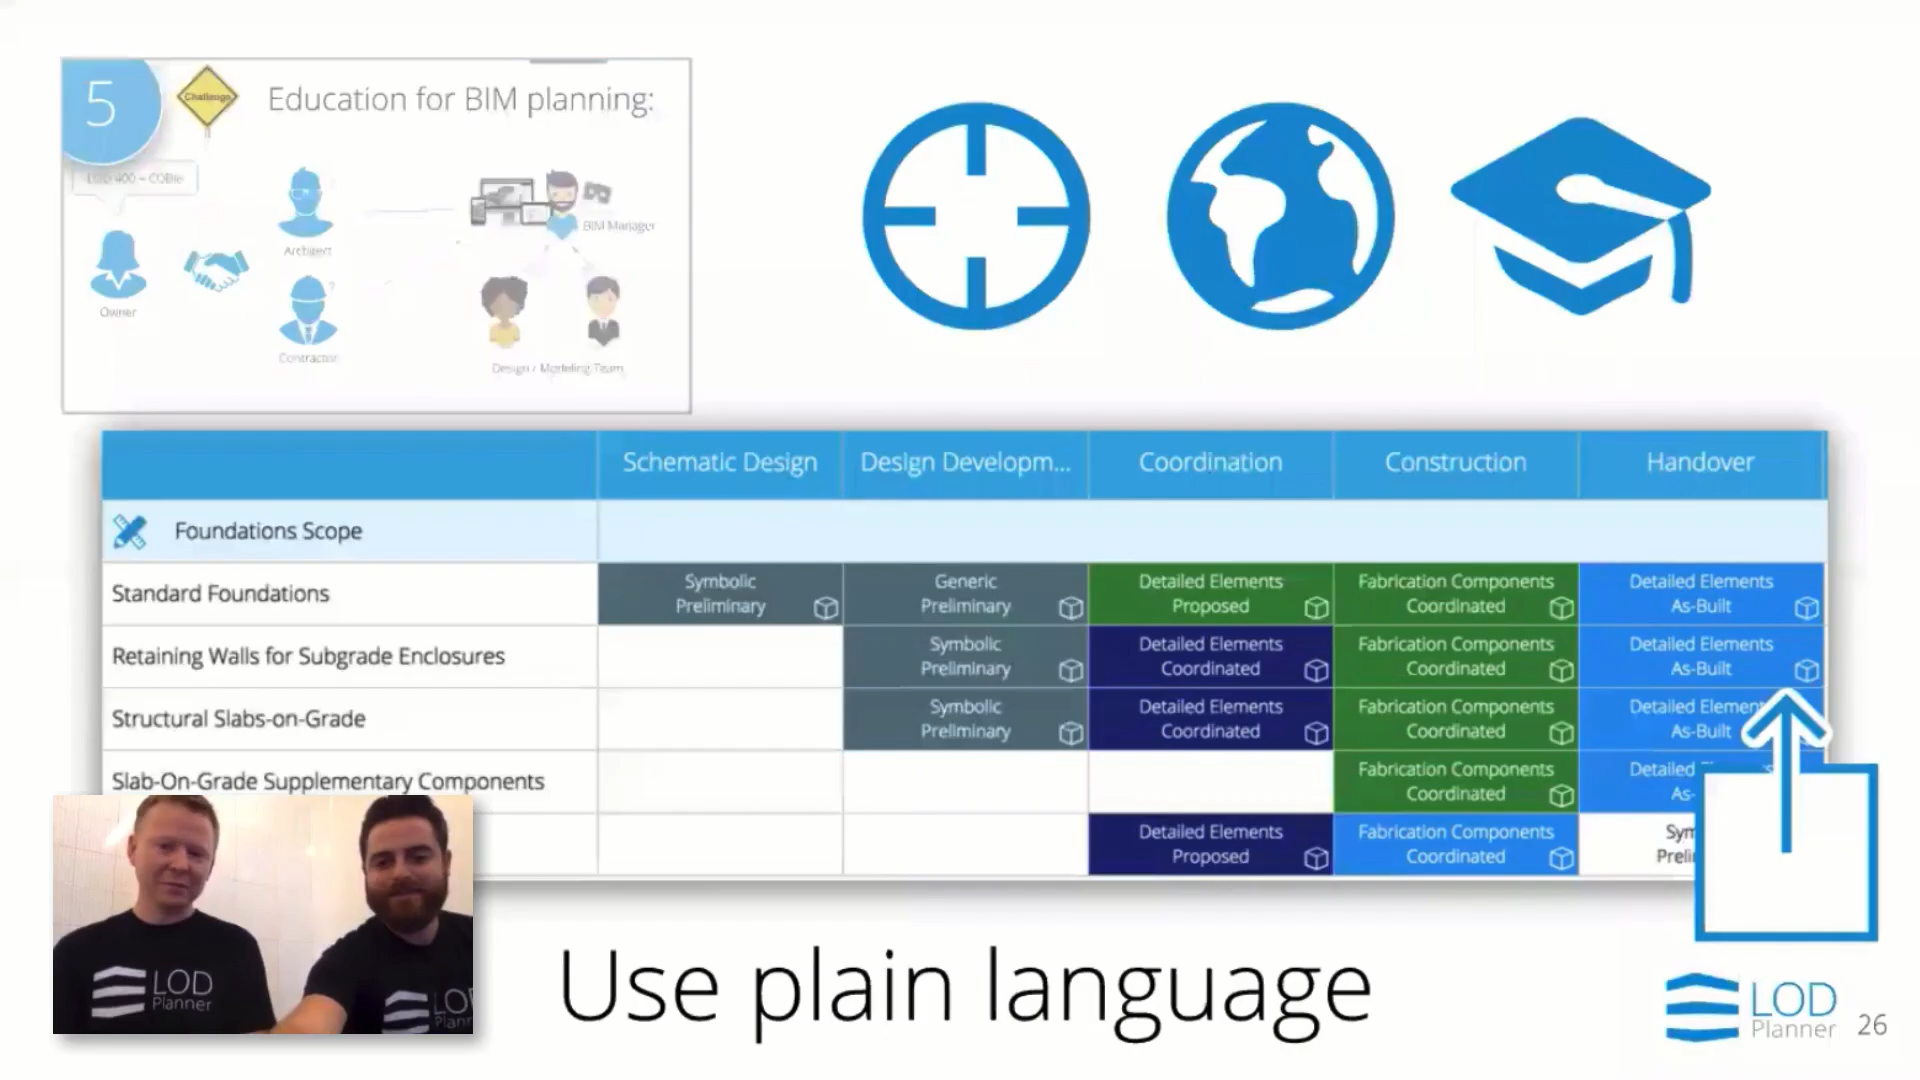 5
Challenge
Education for BIM planning:
LOD 400 + COBie
Owner
Architect
Contractor
BIM Manager
Design / Modeling Team
Schematic Design Design Developm... Coordination Construction Handover
Foundations Scope
Standard Foundations
Symbolic
Preliminary
Generic
Preliminary
Detailed Elements
Proposed
Fabrication Components
Coordinated
Detailed Elements
As-Built
Retaining Walls for Subgrade Enclosures
Symbolic
Preliminary
Detailed Elements
Coordinated
Fabrication Components
Coordinated
Detailed Elements
As-Built
Structural Slabs-on-Grade
Symbolic
Preliminary
Detailed Elements
Coordinated
Fabrication Components
Coordinated
Detailed
As-Built
Slab-On-Grade Supplementary Components
Fabrication Components
Coordinated
Detailed
Detailed Elements
Proposed
Fabrication Components
Coordinated
LOD
Planner
Use plain language
LOD
Planner
26